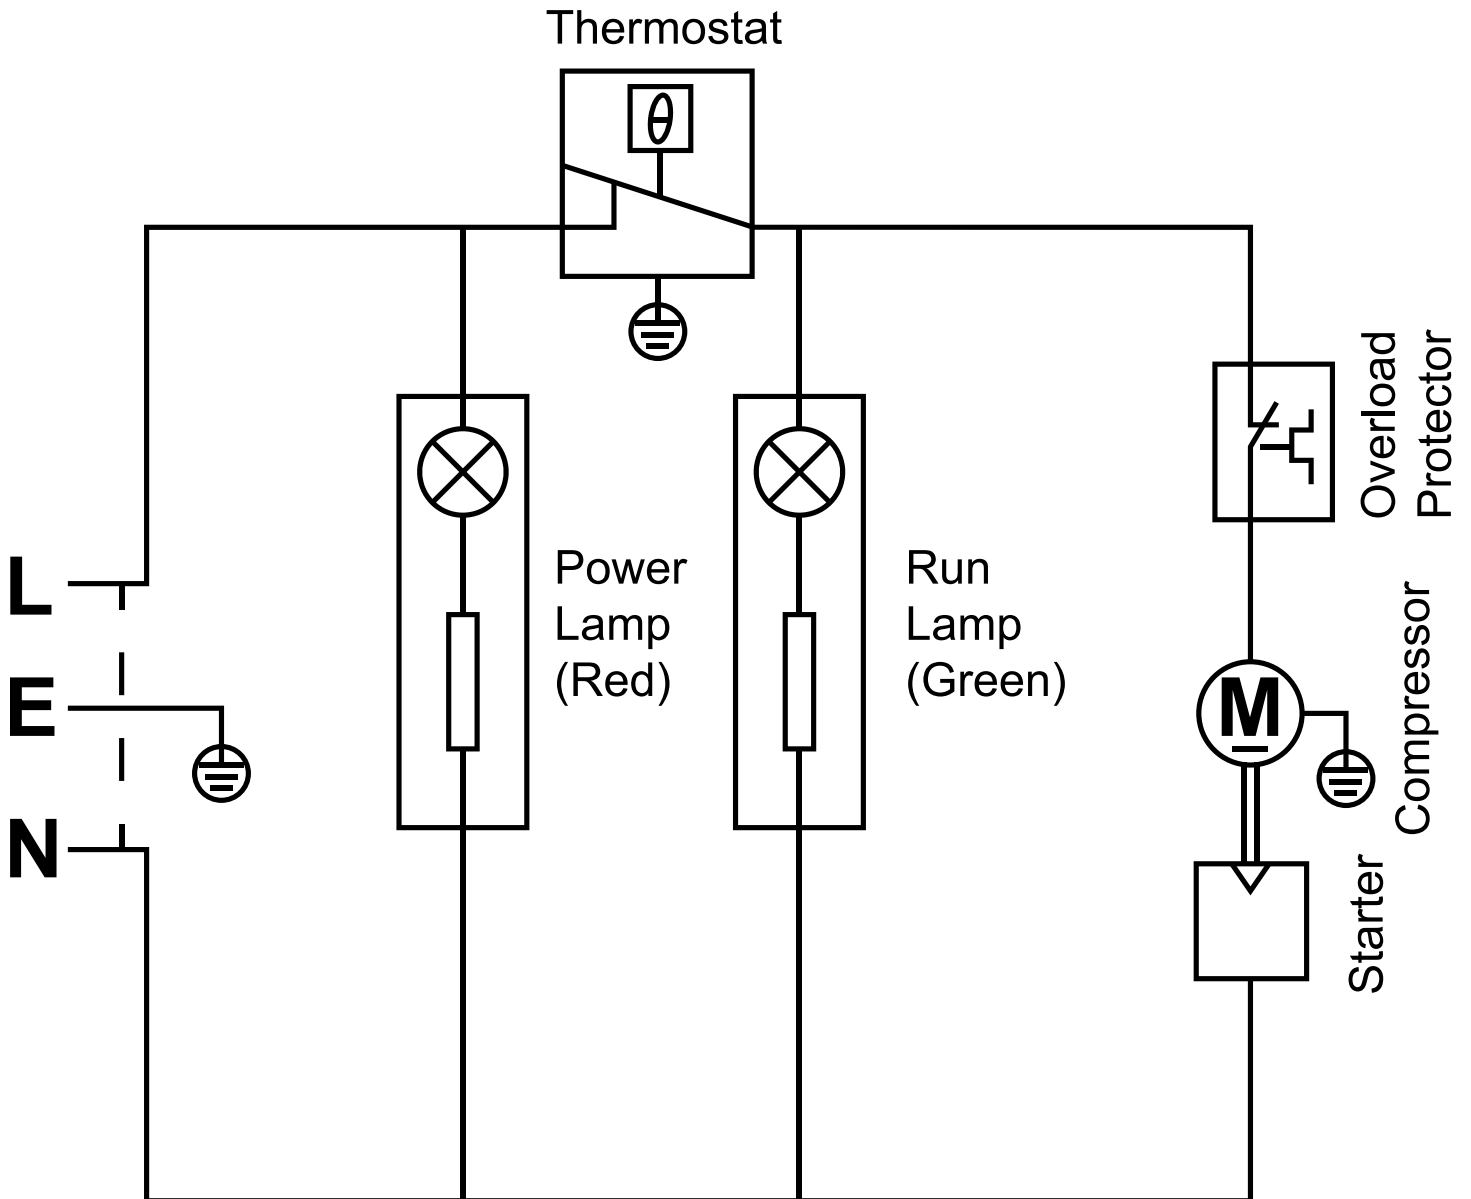 Thermostat
θ
L
E
N
Power
Lamp
(Red)
Run
Lamp
(Green)
Overload
Protector
M
Compressor
Starter